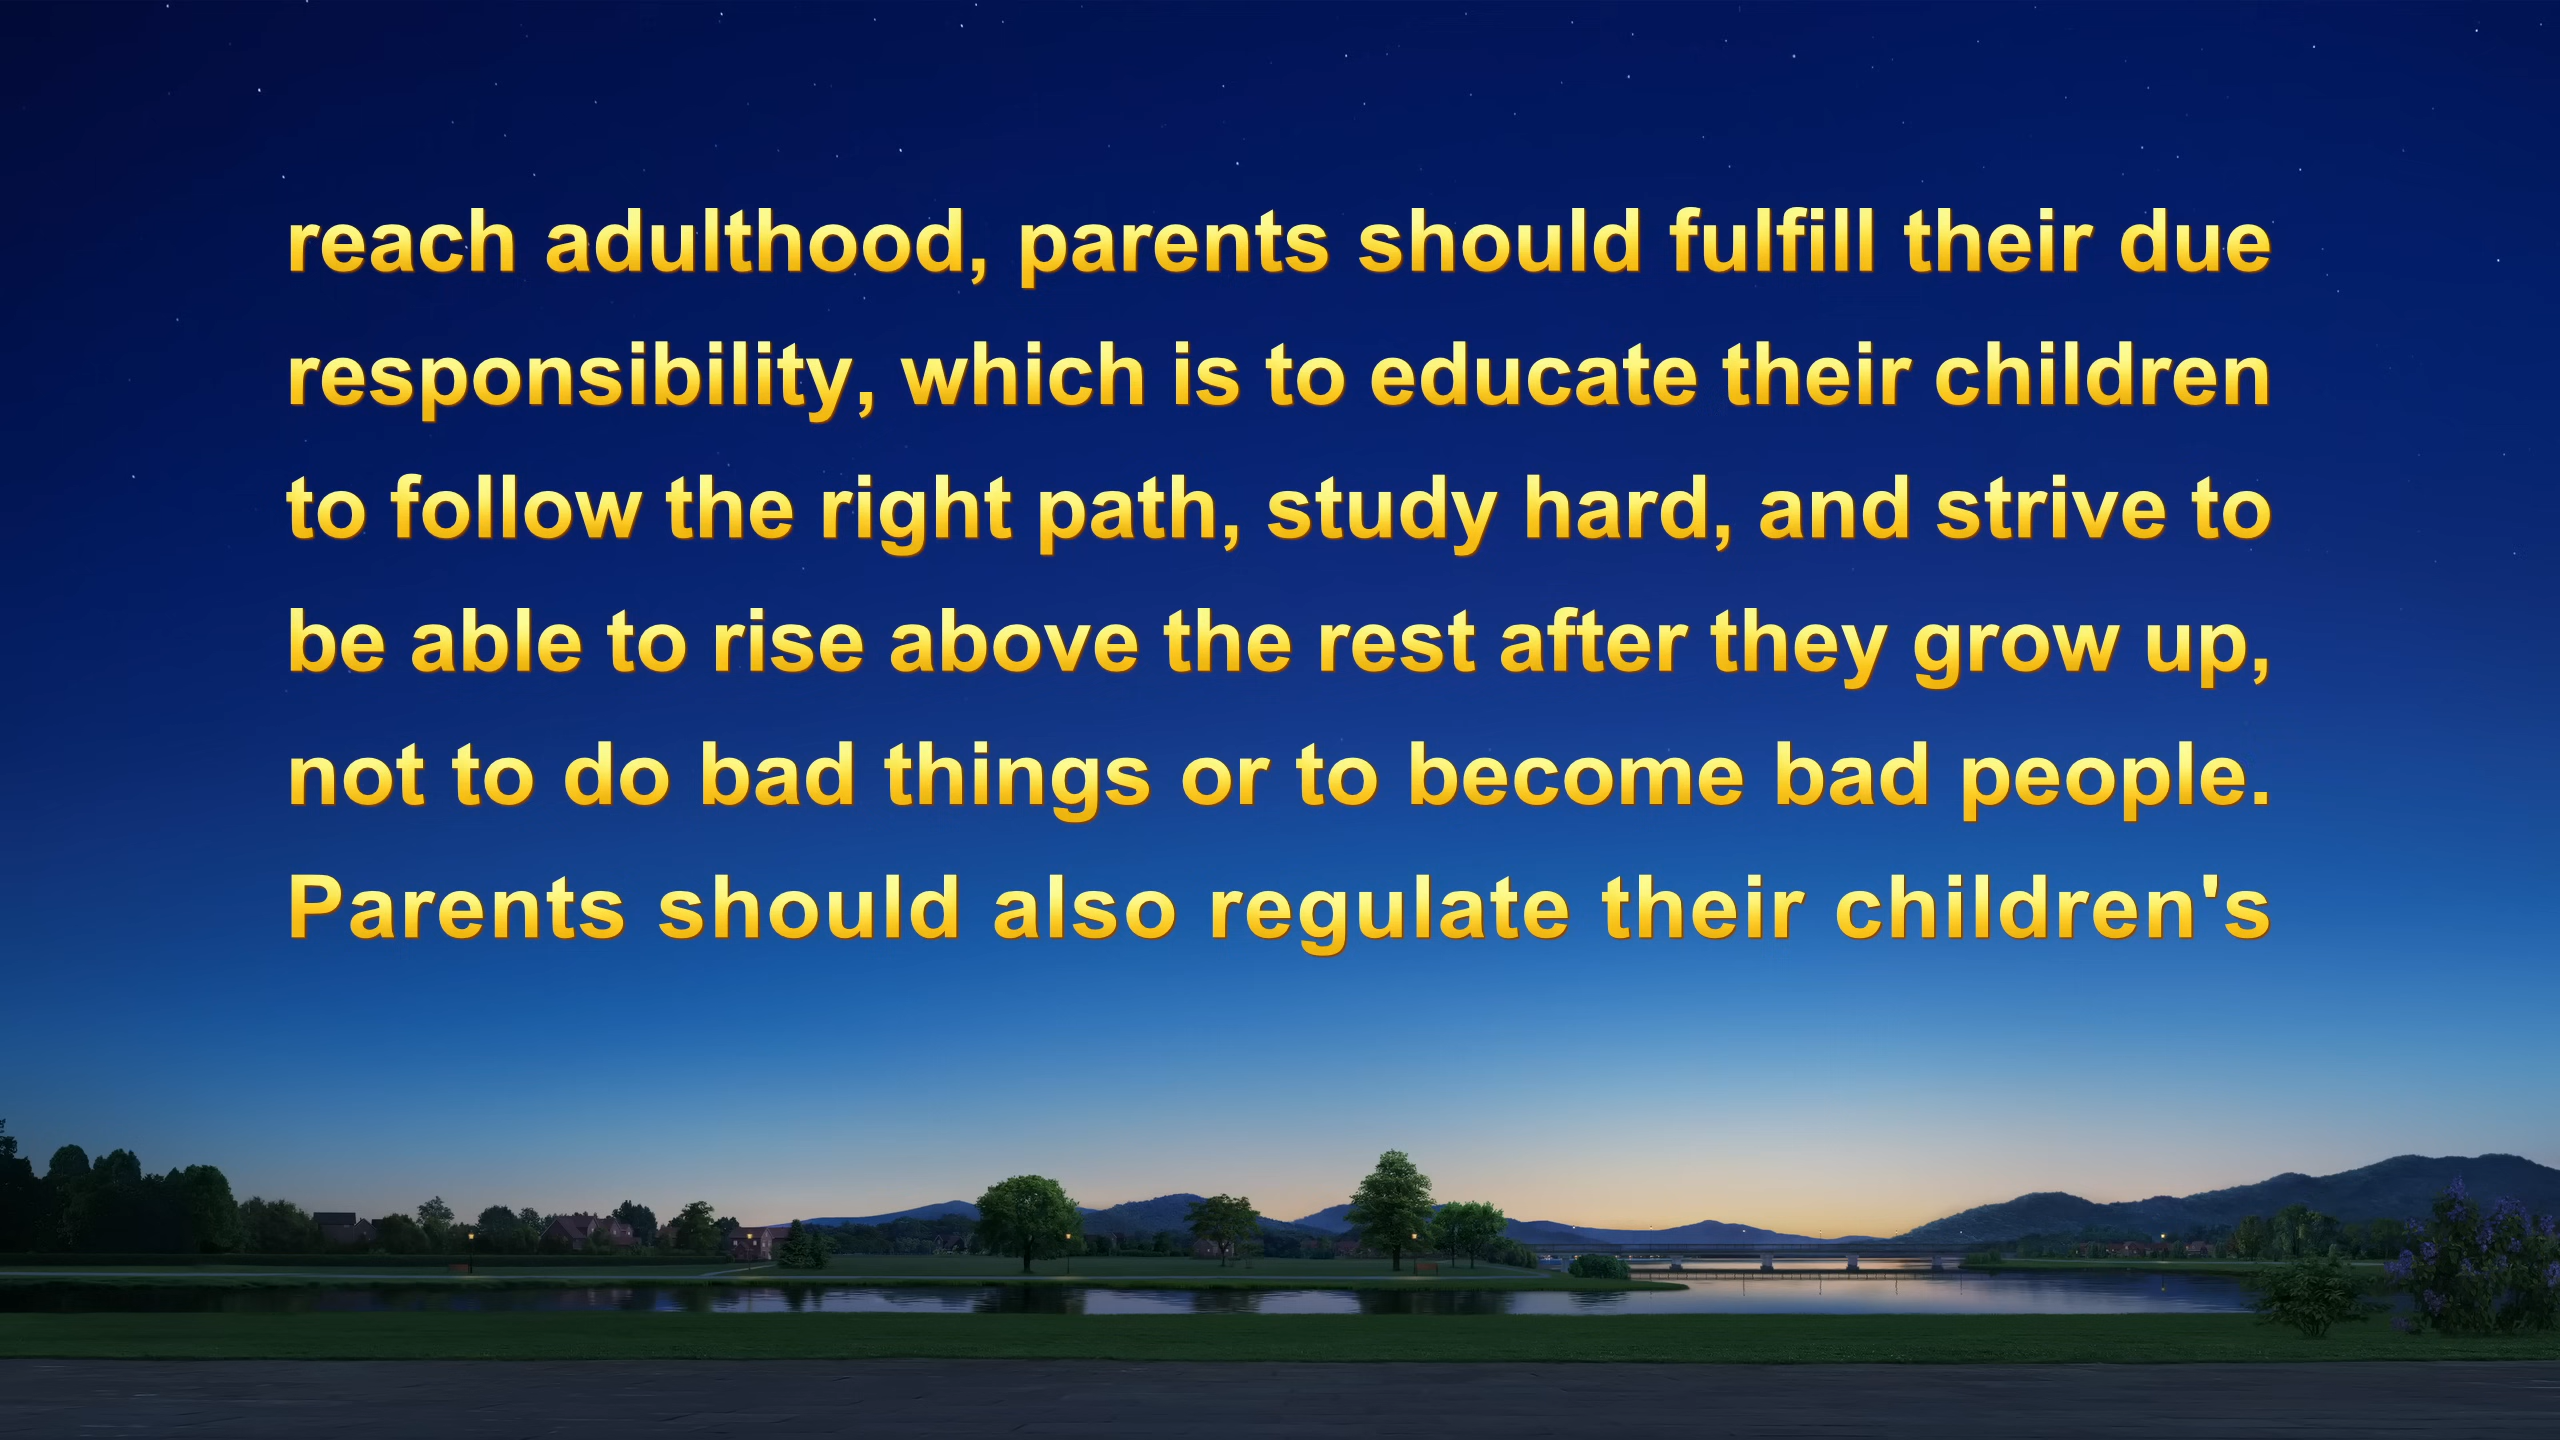 reach adulthood, parents should fulfill their due
responsibility, which is to educate their children
to follow the right path, study hard, and strive to
be able to rise above the rest after they grow up,
not to do bad things or to become bad people.
Parents should also regulate their children's